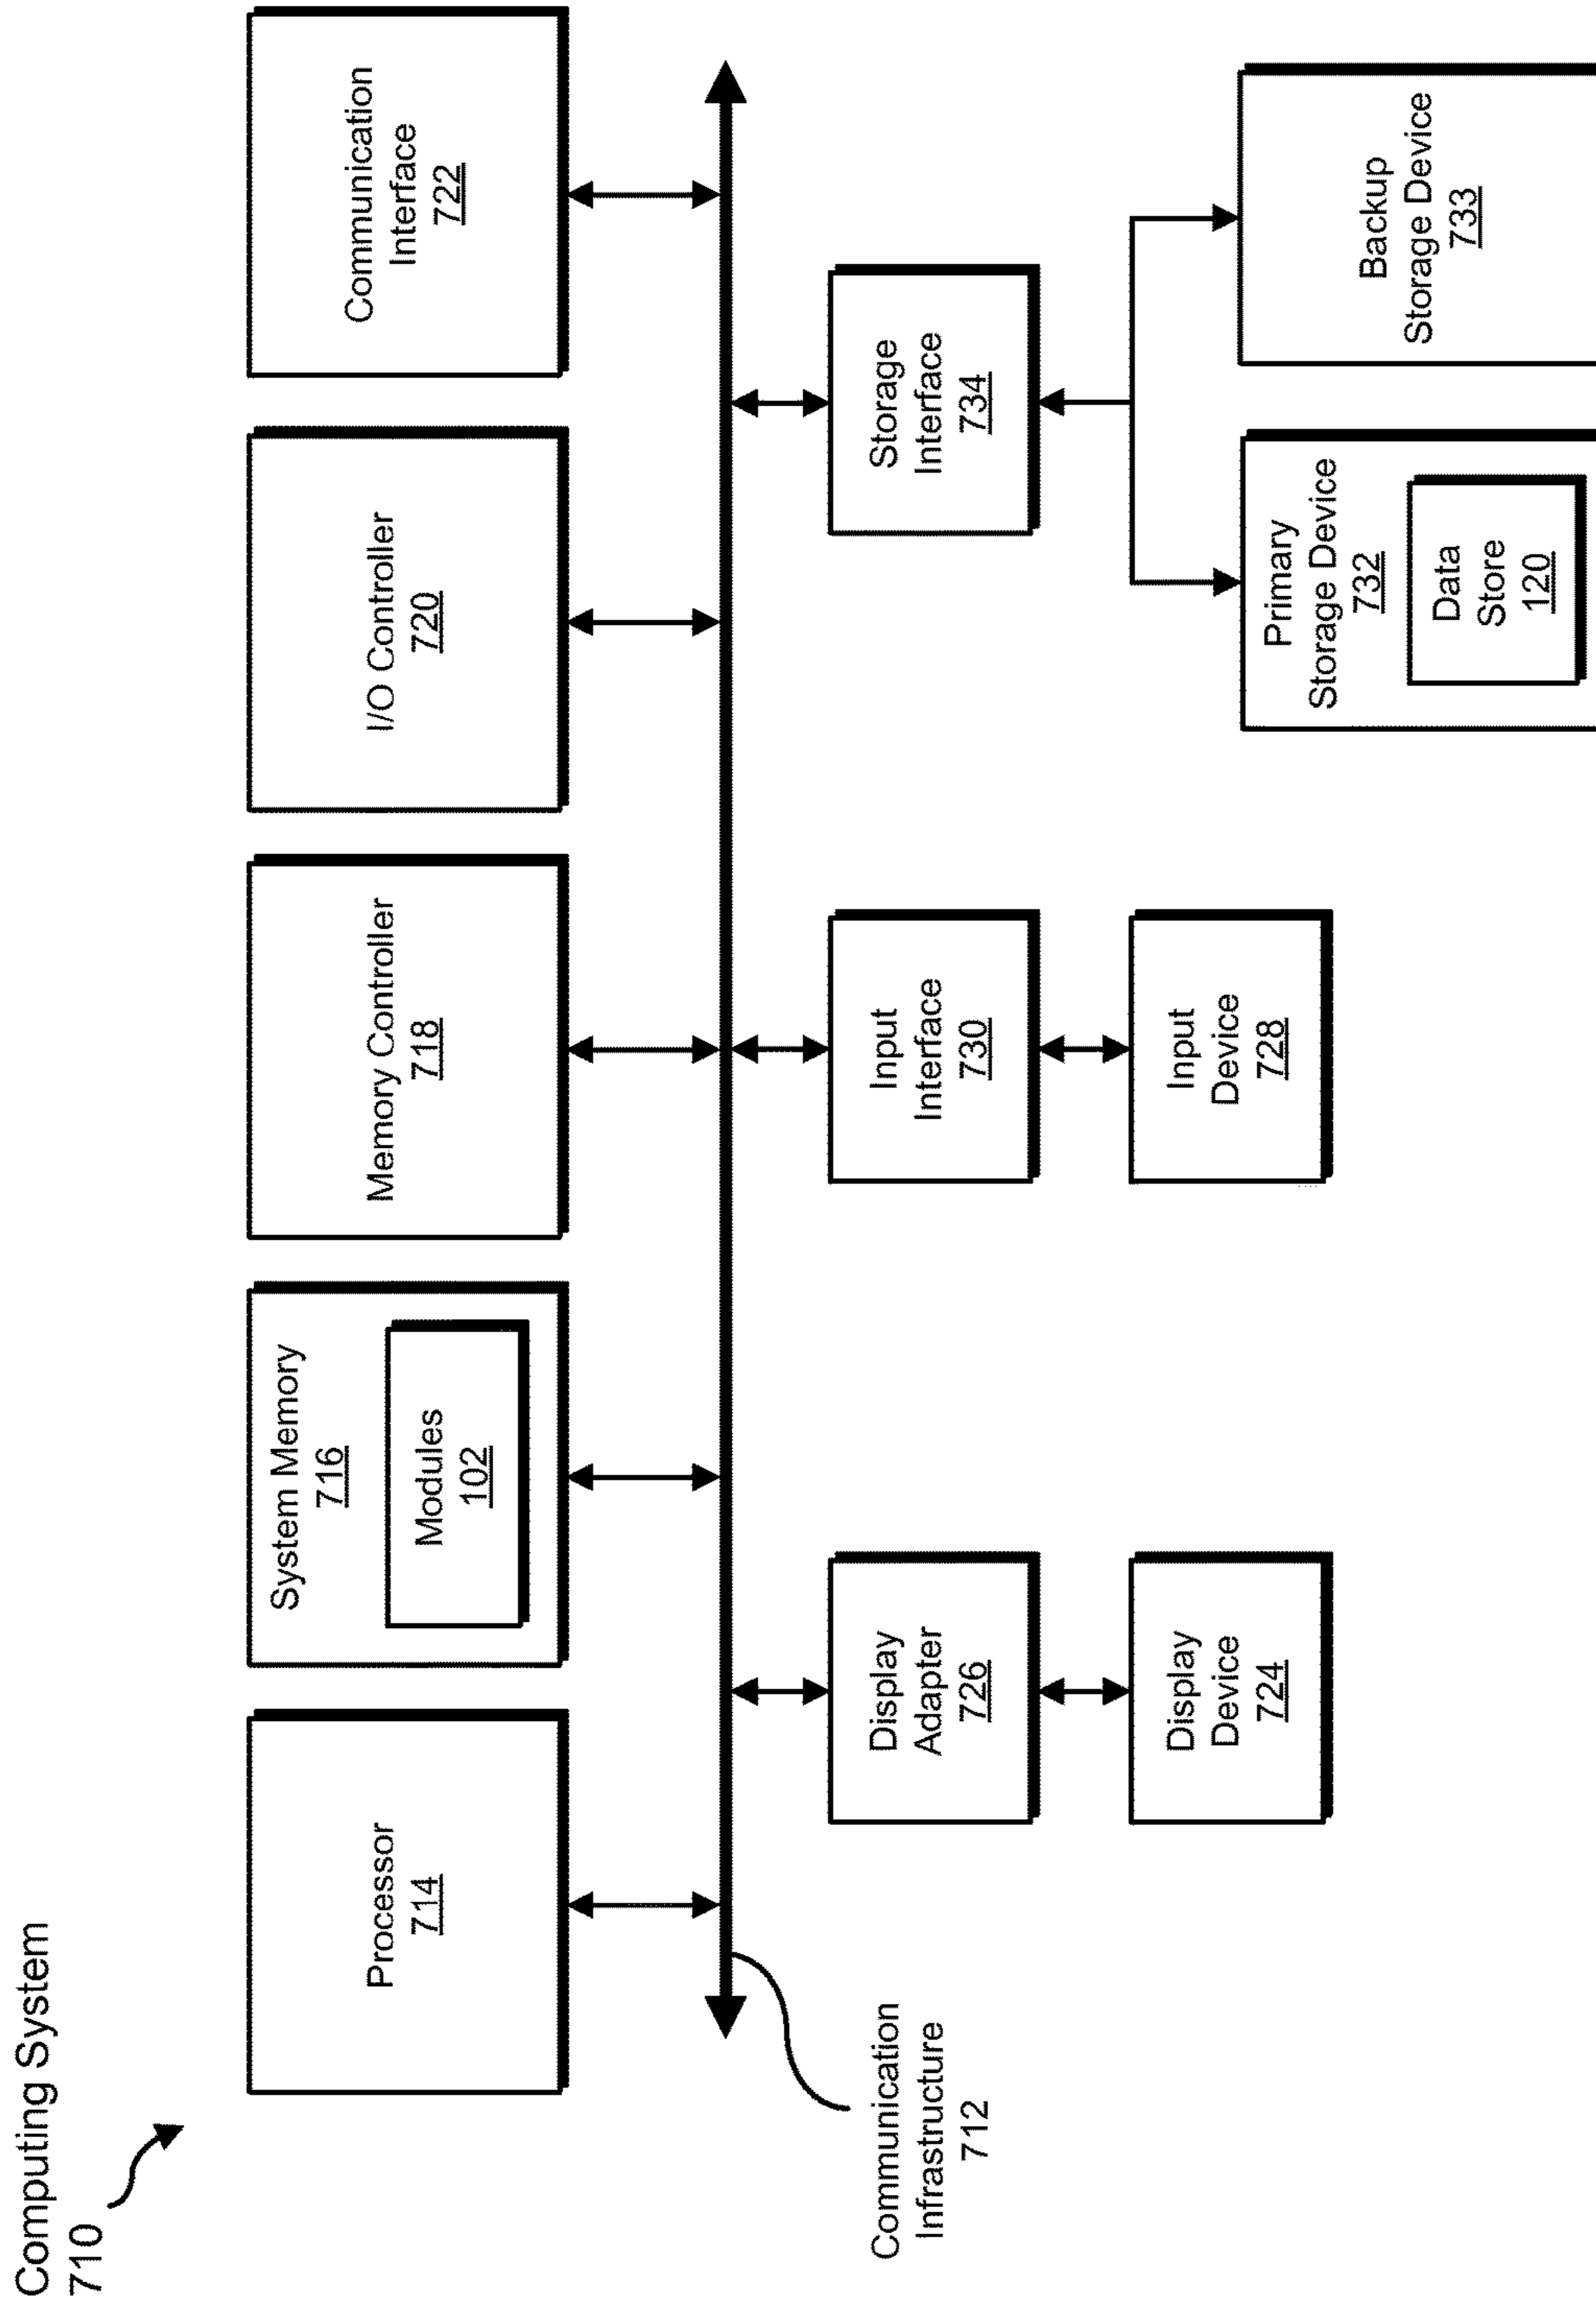 Computing System
710
Processor
714
System Memory
716
Modules
102
Memory Controller
718
I/O Controller
720
Communication
Interface
722
Communication
Infrastructure
712
Display
Adapter
726
Input
Interface
730
Storage
Interface
734
Display
Device
724
Input
Device
728
Primary
Storage Device
732
Data
Store
120
Backup
Storage Device
733